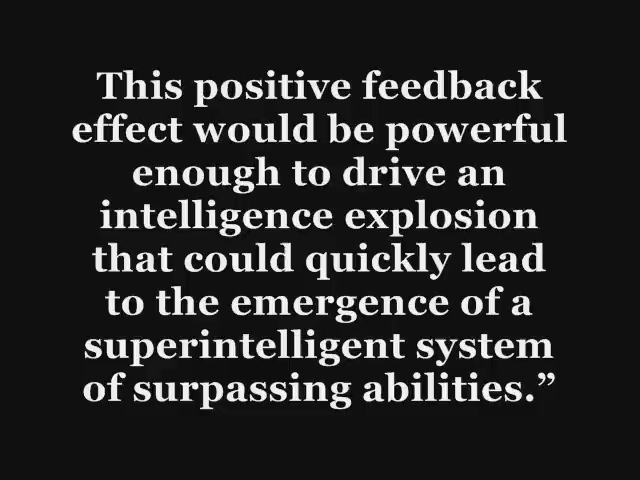 This positive feedback
effect would be powerful
enough to drive an
intelligence explosion
that could quickly lead
to the emergence of a
superintelligent system
of surpassing abilities.”